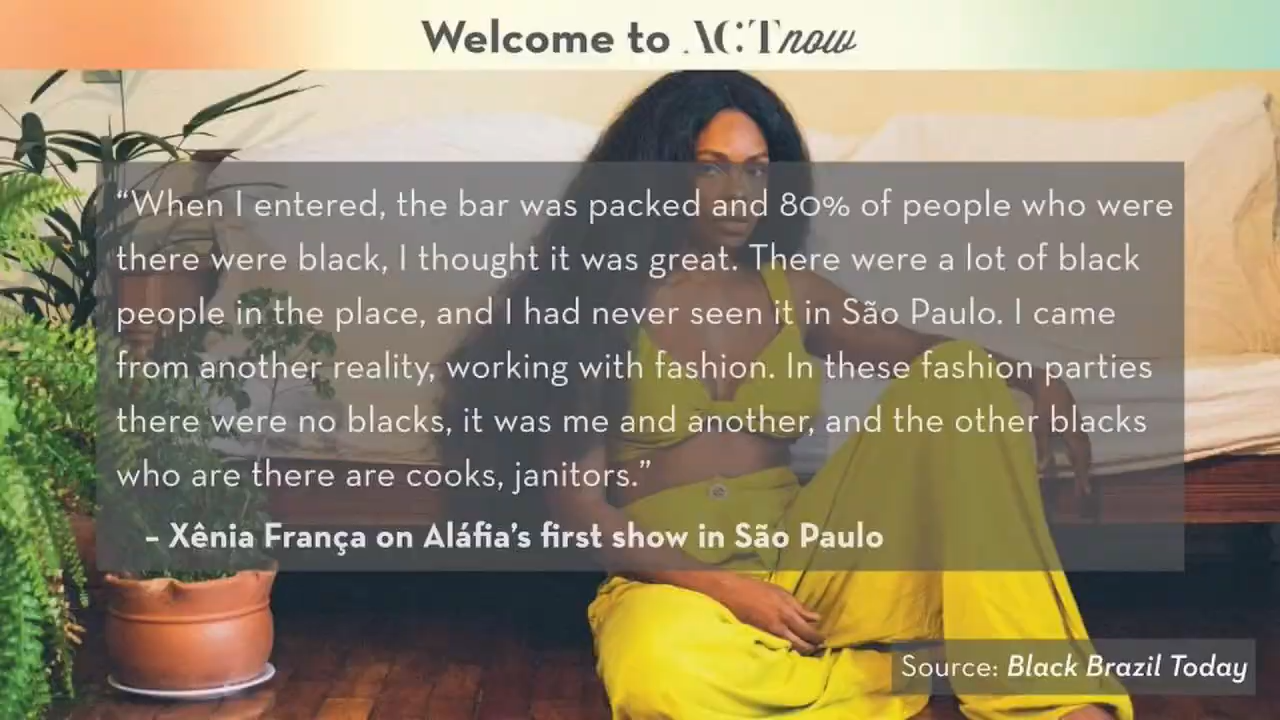 Welcome to ACTnow
“When I entered, the bar was packed and 80% of people who were
there were black, I thought it was great. There were a lot of black
people in the place, and I had never seen it in São Paulo. I came
from another reality, working with fashion. In these fashion parties
there were no blacks, it was me and another, and the other blacks
who are there are cooks, janitors.”
– Xênia França on Aláfia’s first show in São Paulo
Source: Black Brazil Today